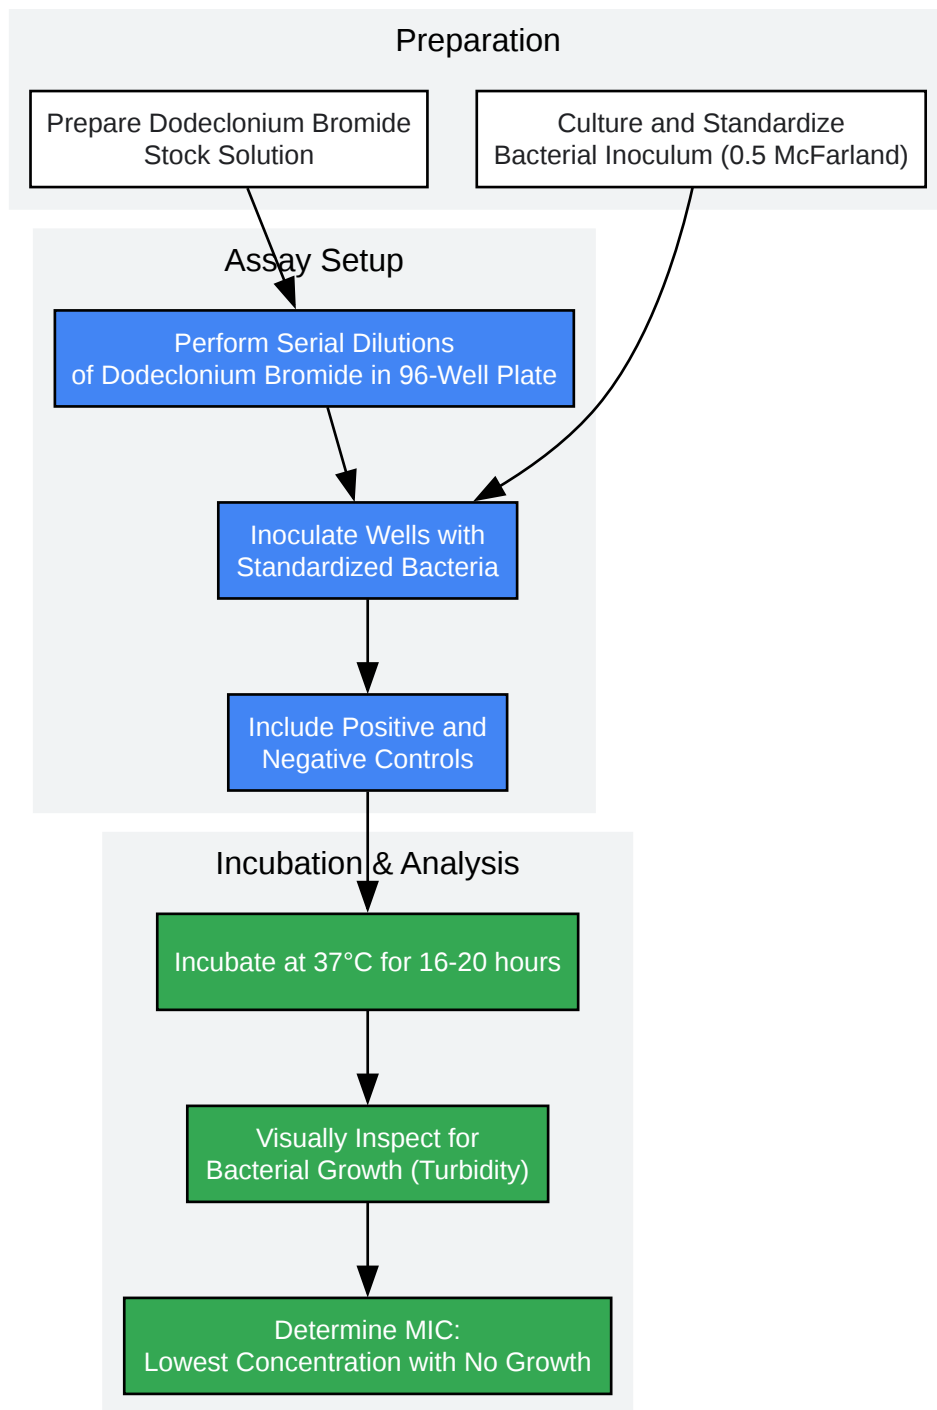 Preparation
Prepare Dodeclonium Bromide
Stock Solution
Culture and Standardize
Bacterial Inoculum (0.5 McFarland)
Assay Setup
Perform Serial Dilutions
of Dodeclonium Bromide in 96-Well Plate
Inoculate Wells with
Standardized Bacteria
Include Positive and
Negative Controls
Incubation & Analysis
Incubate at 37°C for 16-20 hours
Visually Inspect for
Bacterial Growth (Turbidity)
Determine MIC:
Lowest Concentration with No Growth